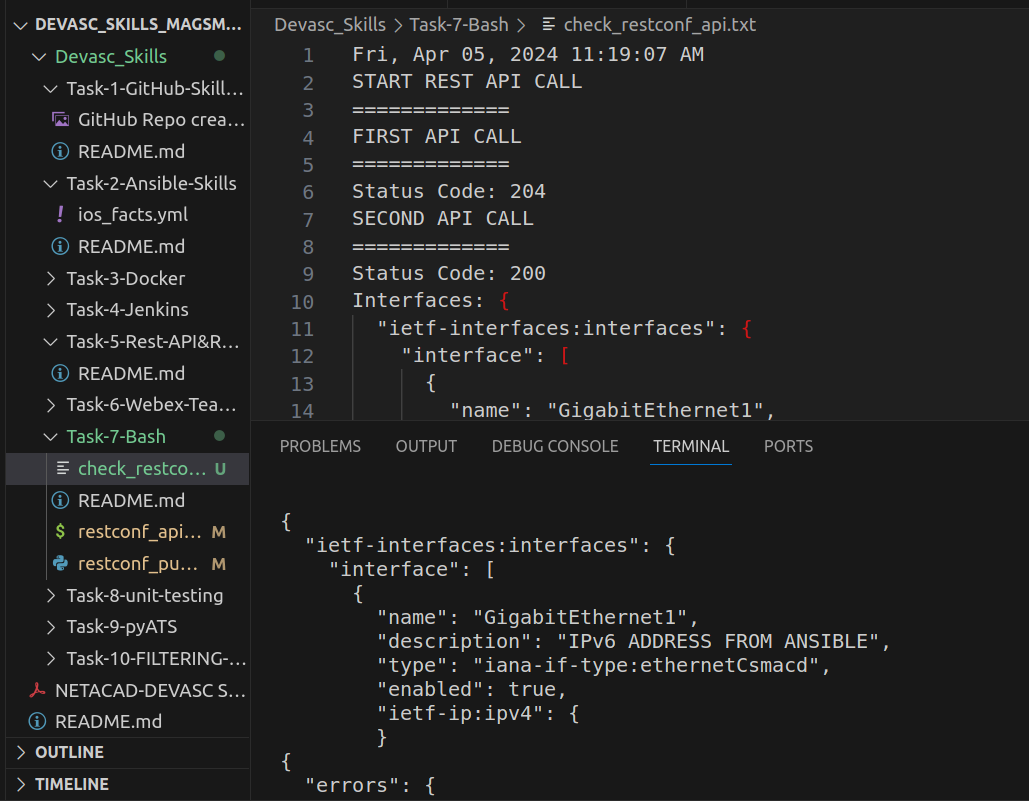 DEVASC_SKILLS_MAGSM...
Devasc_Skills
Task-1-GitHub-Skill...
GitHub Repo crea...
README.md
Task-2-Ansible-Skills
! ios_facts.yml
README.md
Task-3-Docker
Task-4-Jenkins
Task-5-Rest-API&R...
README.md
Task-6-Webex-Tea...
Task-7-Bash
check_restco... U
README.md
$ restconf_api... M
restconf_pu... M
Task-8-unit-testing
Task-9-pyATS
Task-10-FILTERING-...
NETACAD-DEVASC S...
README.md
OUTLINE
TIMELINE
Devasc_Skills > Task-7-Bash > check_restconf_api.txt
1 Fri, Apr 05, 2024 11:19:07 AM
2 START REST API CALL
3 =============
4 FIRST API CALL
5 =============
6 Status Code: 204
7 SECOND API CALL
8 =============
9 Status Code: 200
10 Interfaces: {
11 "ietf-interfaces:interfaces": {
12 "interface": [
13 {
14 "name": "GigabitEthernet1",
PROBLEMS OUTPUT DEBUG CONSOLE TERMINAL PORTS
{
"ietf-interfaces:interfaces": {
"interface": [
{
"name": "GigabitEthernet1",
"description": "IPv6 ADDRESS FROM ANSIBLE",
"type": "iana-if-type:ethernetCsmacd",
"enabled": true,
"ietf-ip:ipv4": {
}
{
"errors": {